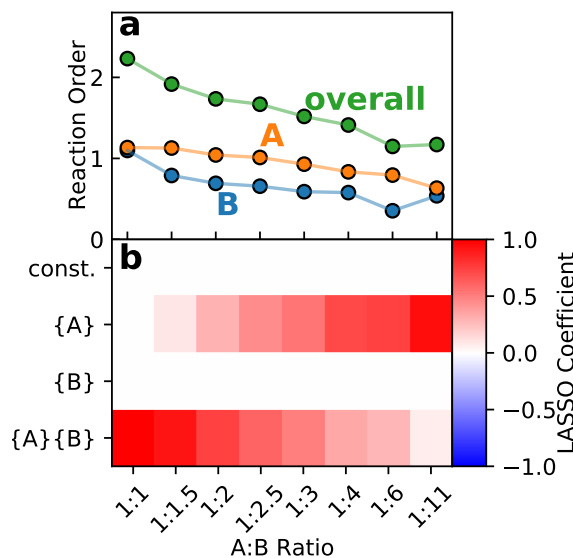 a
Reaction Order
2
1
0
overall
A
B
b
const.
{A}
{B}
{A}{B}
1:1
1:1.5
1:2
1:2.5
1:3
1:4
1:6
1:11
A:B Ratio
1.0
0.5
0.0
−0.5
−1.0
LASSO Coefficient